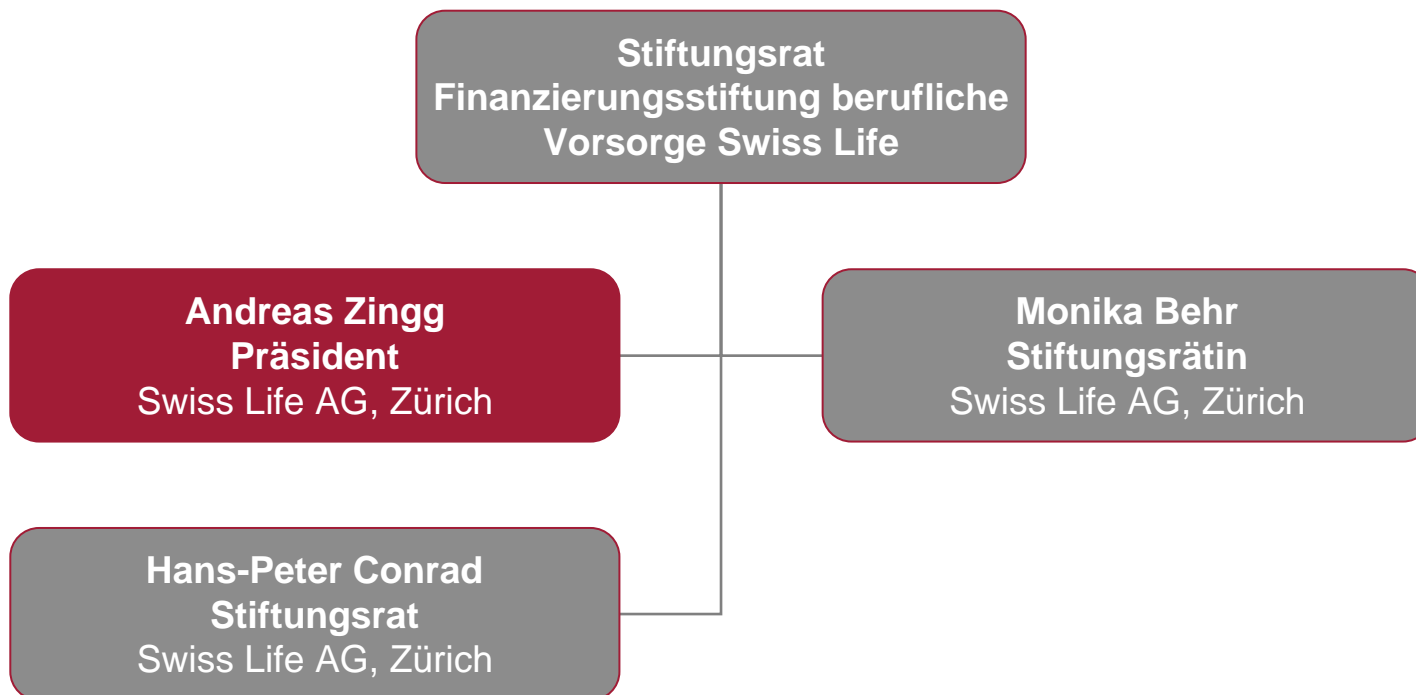 Stiftungsrat
Finanzierungsstiftung berufliche
Vorsorge Swiss Life
Andreas Zingg
Präsident
Swiss Life AG, Zürich
Monika Behr
Stiftungsrätin
Swiss Life AG, Zürich
Hans-Peter Conrad
Stiftungsrat
Swiss Life AG, Zürich